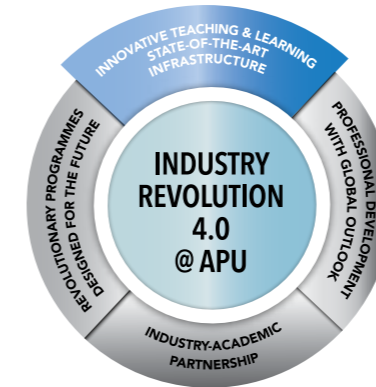 INNOVATIVE TEACHING & LEARNING
STATE-OF-THE-ART
INFRASTRUCTURE
PROFESSIONAL DEVELOPMENT
WITH GLOBAL OUTLOOK
INDUSTRY-ACADEMIC
PARTNERSHIP
REVOLUTIONARY PROGRAMMES
DESIGNED FOR THE FUTURE
INDUSTRY
REVOLUTION
4.0
@ APU